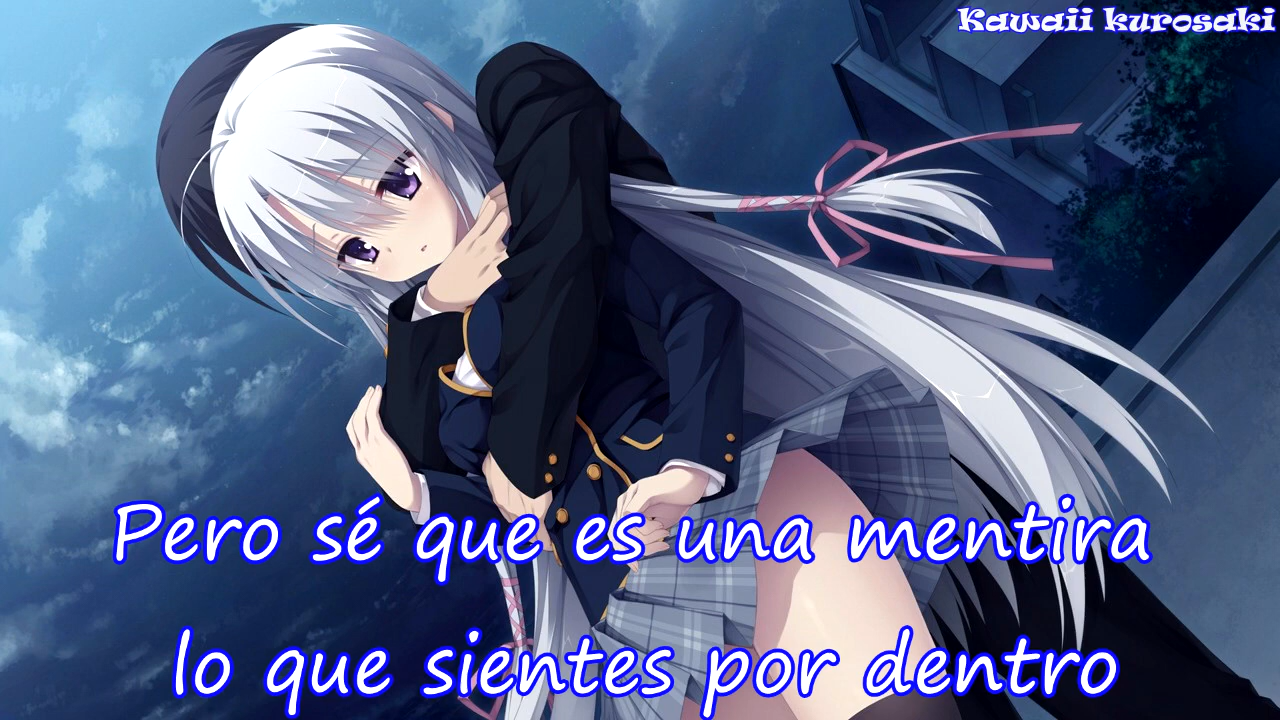 Kawaii kurosaki
Pero sé que es una mentira
lo que sientes por dentro